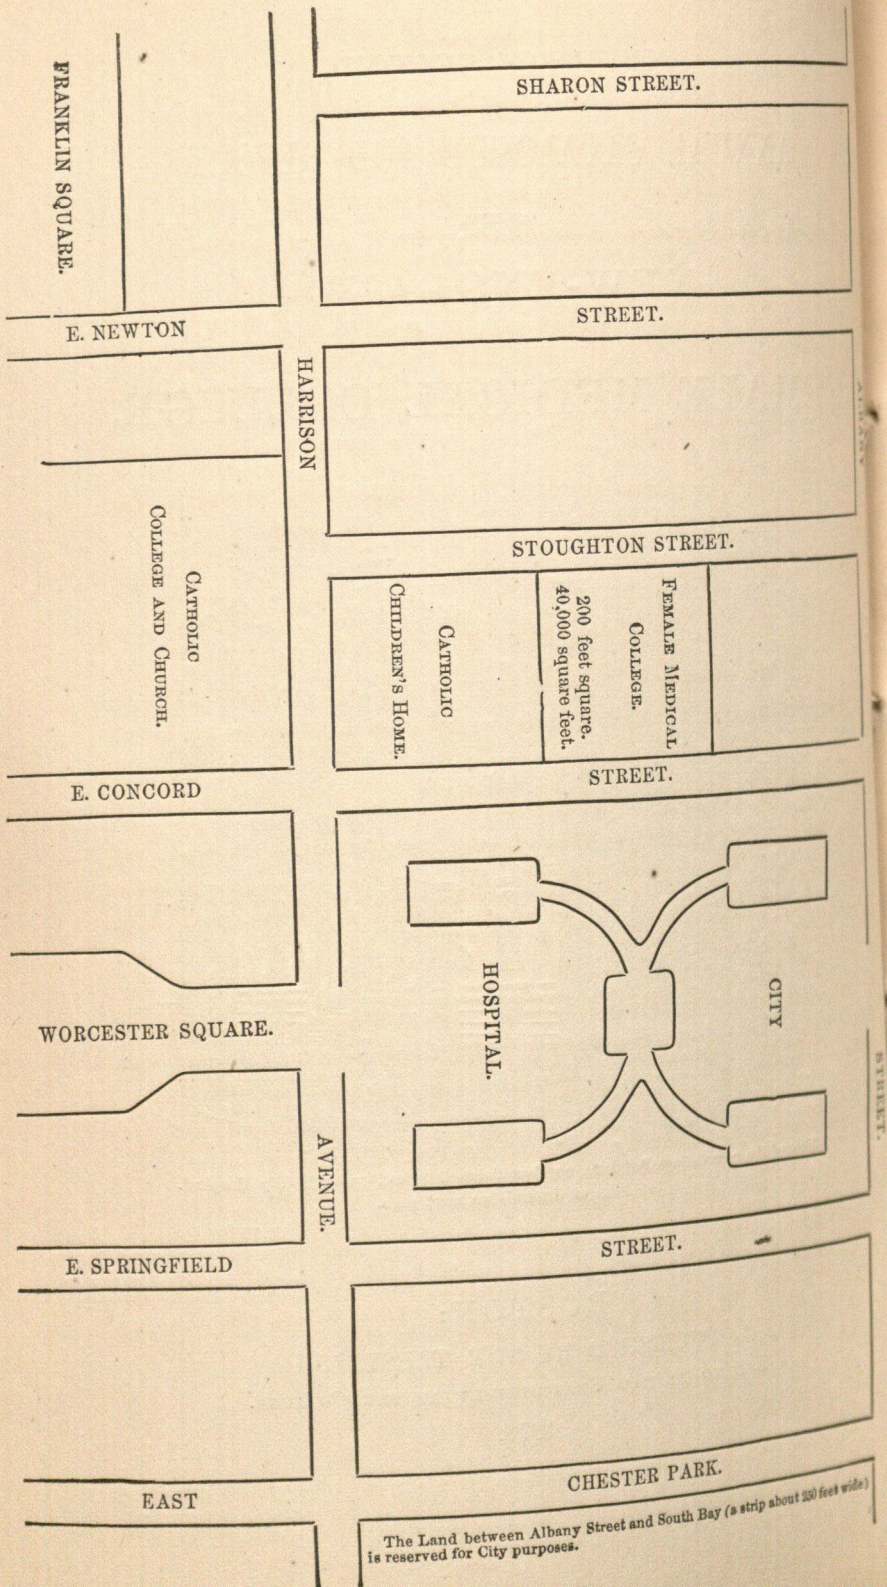 SHARON STREET.
FRANKLIN SQUARE.
E. NEWTON STREET.
HARRISON
ALBANY
STOUGHTON STREET.
CATHOLIC
COLLEGE AND CHURCH.
CATHOLIC
CHILDREN'S HOME.
FEMALE MEDICAL
COLLEGE.
200 feet square.
40,000 square feet.
E. CONCORD STREET.
CITY
HOSPITAL.
WORCESTER SQUARE.
STREET.
AVENUE.
E. SPRINGFIELD STREET.
EAST CHESTER PARK.
The Land between Albany Street and South Bay (a strip about 250 feet wide)
is reserved for City purposes.